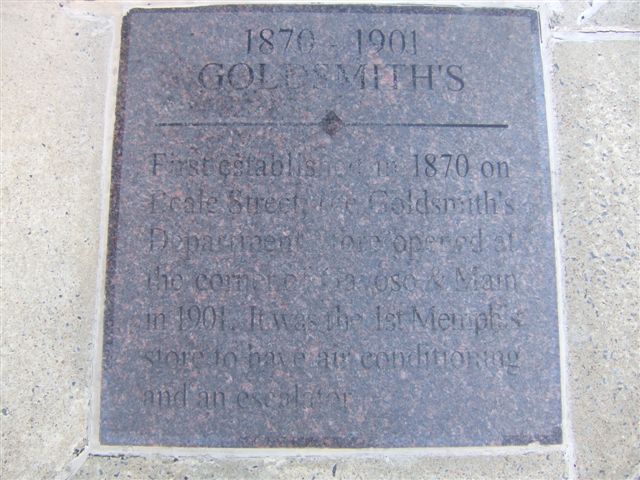 1870 - 1901
GOLDSMITH'S
First established in 1870 on
Beale Street, the Goldsmith's
Department Store opened at
the corner of Gayoso & Main
in 1901. It was the 1st Memphis
store to have air conditioning
and an escalator